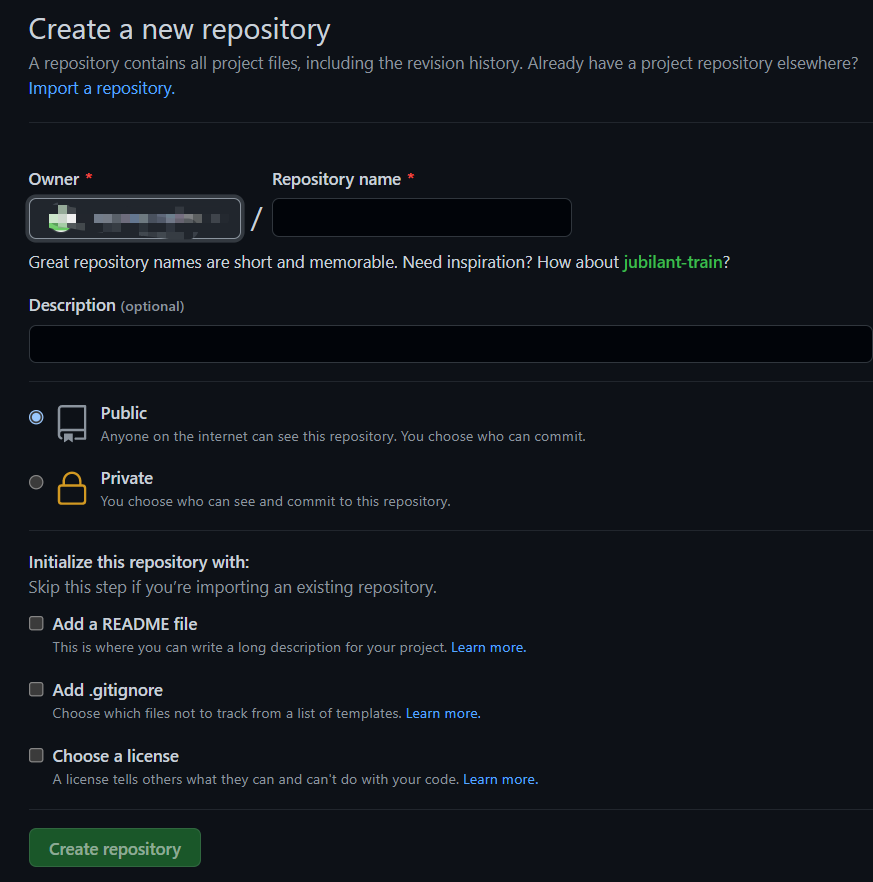 Create a new repository
A repository contains all project files, including the revision history. Already have a project repository elsewhere?
Import a repository.
Owner *
Repository name *
/
Great repository names are short and memorable. Need inspiration? How about jubilant-train?
Description (optional)
Public
Anyone on the internet can see this repository. You choose who can commit.
Private
You choose who can see and commit to this repository.
Initialize this repository with:
Skip this step if you’re importing an existing repository.
Add a README file
This is where you can write a long description for your project. Learn more.
Add .gitignore
Choose which files not to track from a list of templates. Learn more.
Choose a license
A license tells others what they can and can't do with your code. Learn more.
Create repository